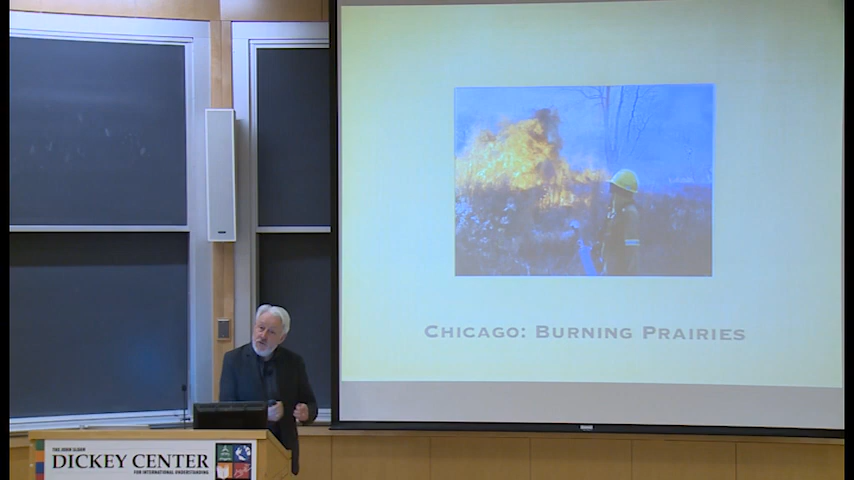 CHICAGO: BURNING PRAIRIES
THE JOHN SLOAN
DICKEY CENTER
FOR INTERNATIONAL UNDERSTANDING